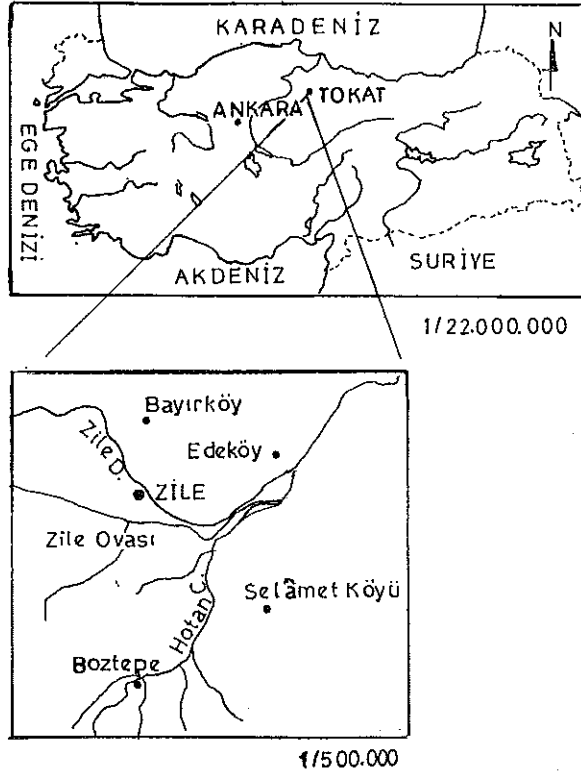 KARADENİZ
N
TOKAT
ANKARA
EGE DENİZİ
AKDENİZ
SURİYE
1/22.000.000
Bayırköy
Zile D.
Edeköy
ZİLE
Zile Ovası
Hotan Ç.
Selâmet Köyü
Boztepe
1/500.000